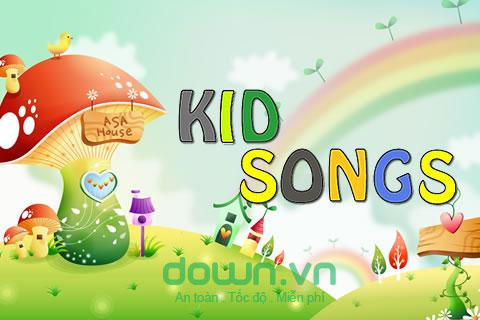 ASA
House
KID
SONGS
down.vn
An toàn . Tốc độ . Miễn phí